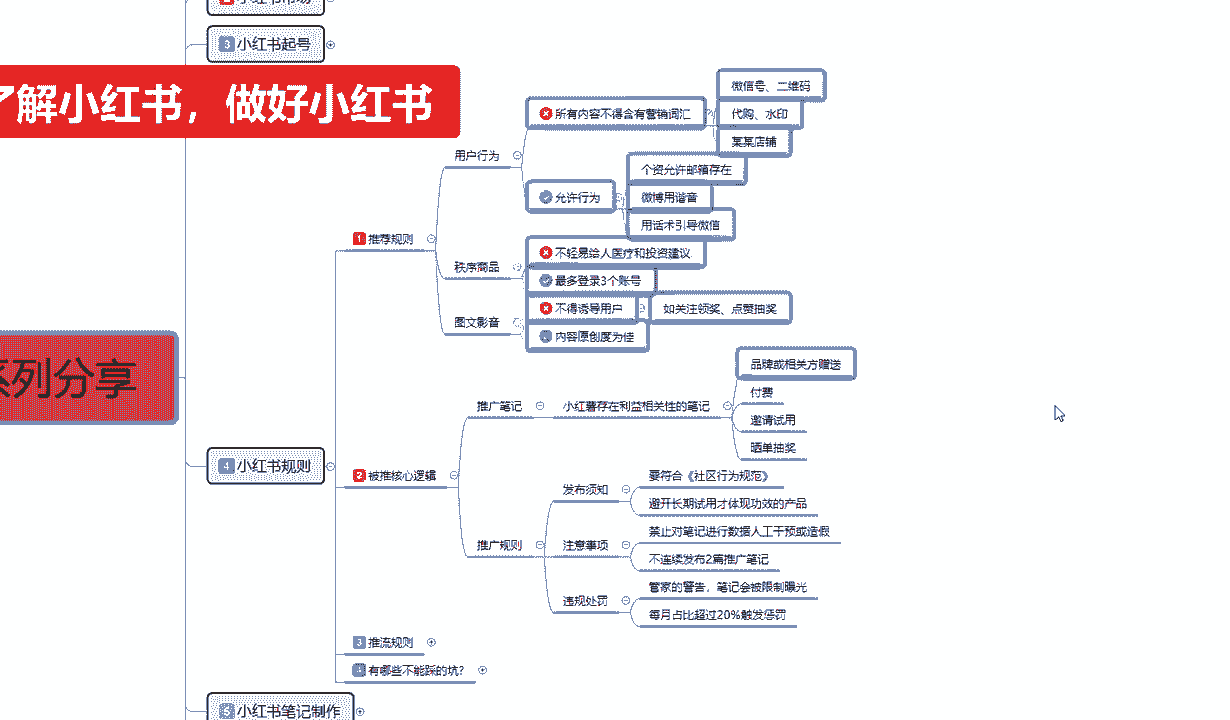 2 小红书市场
3 小红书起号
了解小红书，做好小红书
系列分享
4 小红书规则
1 推荐规则
用户行为
所有内容不得含有营销词汇
微信号、二维码
代购、水印
某某店铺
允许行为
个资允许邮箱存在
微博用谐音
用话术引导微信
秩序商品
不轻易给人医疗和投资建议
最多登录3个账号
图文影音
不得诱导用户
如关注领奖、点赞抽奖
内容原创度为佳
2 被推核心逻辑
推广笔记
小红薯存在利益相关性的笔记
品牌或相关方赠送
付费
邀请试用
晒单抽奖
推广规则
发布须知
要符合《社区行为规范》
避开长期试用才体现功效的产品
注意事项
禁止对笔记进行数据人工干预或造假
不连续发布2篇推广笔记
违规处罚
管家的警告，笔记会被限制曝光
每月占比超过20%触发惩罚
3 推流规则
4 有哪些不能踩的坑？
5 小红书笔记制作